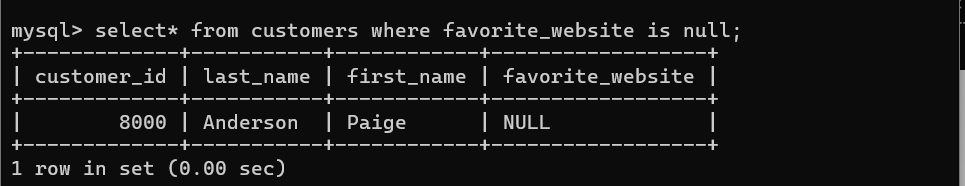 mysql> select* from customers where favorite_website is null;
+-------------+-----------+------------+------------------+
| customer_id | last_name | first_name | favorite_website |
+-------------+-----------+------------+------------------+
|        8000 | Anderson  | Paige      | NULL             |
+-------------+-----------+------------+------------------+
1 row in set (0.00 sec)